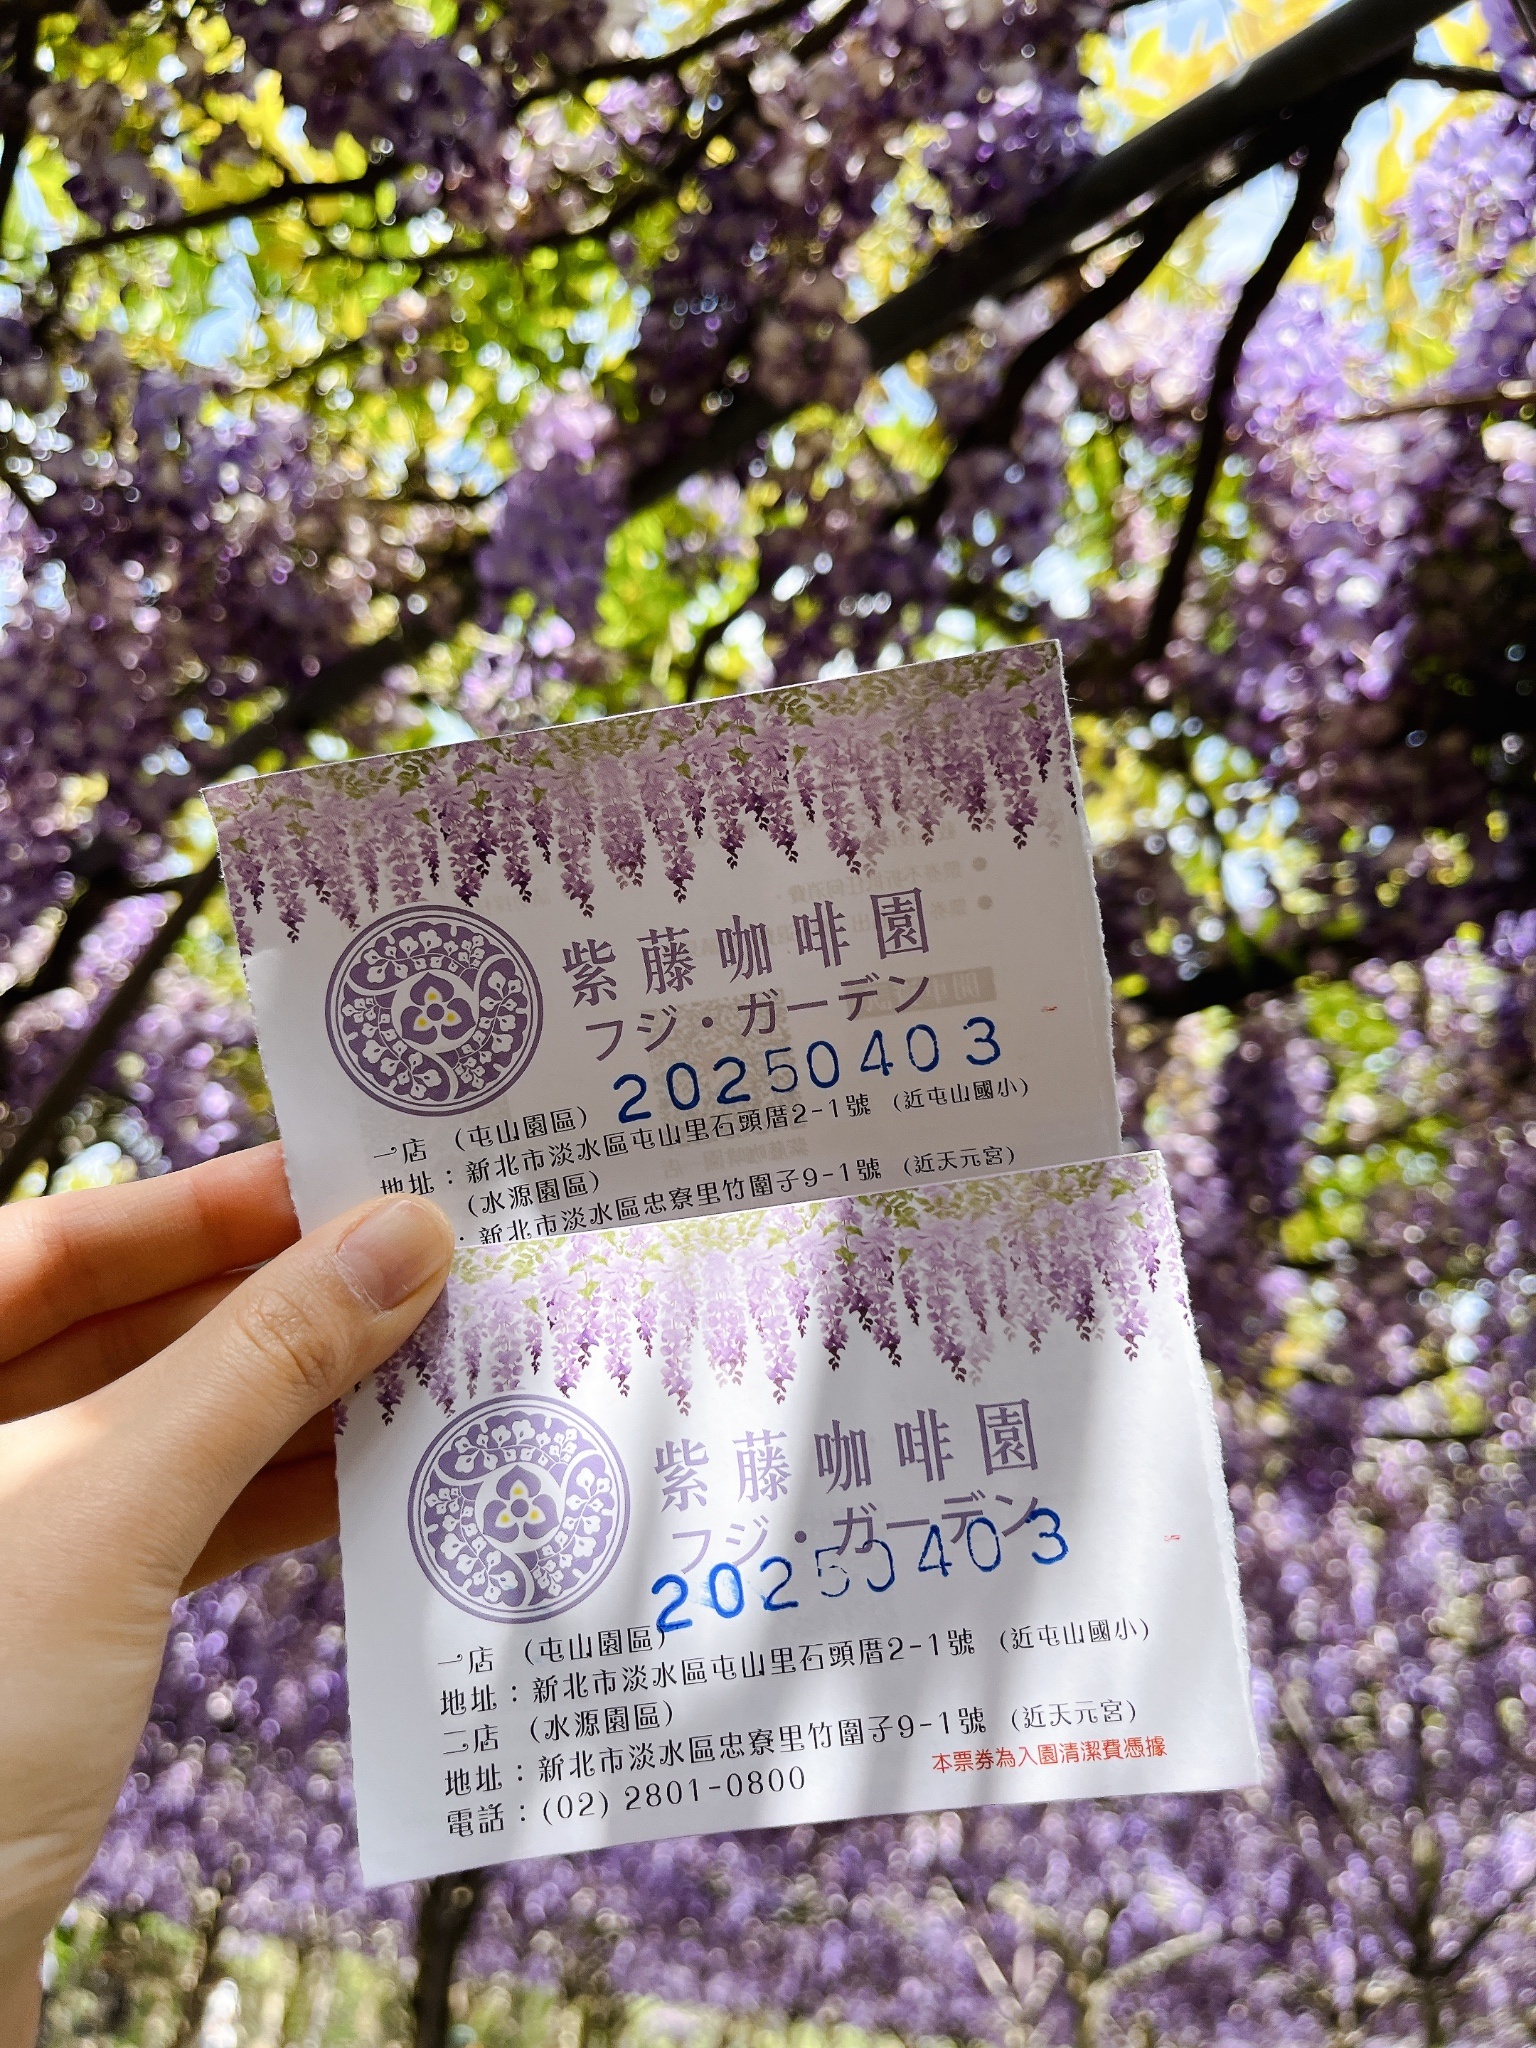 紫藤咖啡園
フジ・ガーデン
20250403
一店 (屯山園區)
地址：新北市淡水區屯山里石頭厝2-1號 (近屯山國小)
(水源園區)
：新北市淡水區忠寮里竹圍子9-1號 (近天元宮)
紫藤咖啡園
フジ・ガーデン
20250403
一店 (屯山園區)
地址：新北市淡水區屯山里石頭厝2-1號 (近屯山國小)
二店 (水源園區)
地址：新北市淡水區忠寮里竹圍子9-1號 (近天元宮)
電話：(02) 2801-0800
本票券為入園清潔費憑據